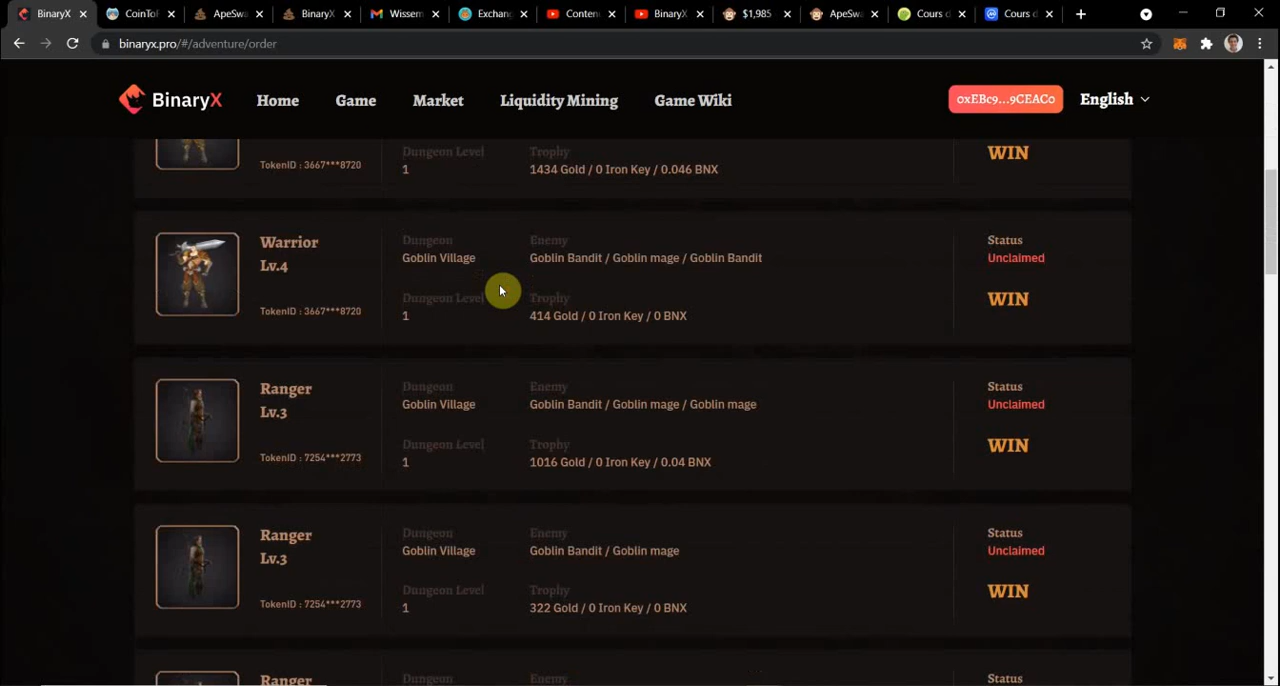 BinaryX
CoinToF
ApeSwa
BinaryX
Wissem
Exchang
Conten
BinaryX
$1,985
ApeSwa
Cours d
Cours d
binaryx.pro/#/adventure/order
BinaryX
Home
Game
Market
Liquidity Mining
Game Wiki
0xEBc9...9CEAC0
English
TokenID : 3667***8720
Dungeon Level
1
Trophy
1434 Gold / 0 Iron Key / 0.046 BNX
WIN
Warrior
Lv.4
TokenID : 3667***8720
Dungeon
Goblin Village
Enemy
Goblin Bandit / Goblin mage / Goblin Bandit
Dungeon Level
1
Trophy
414 Gold / 0 Iron Key / 0 BNX
Status
Unclaimed
WIN
Ranger
Lv.3
TokenID : 7254***2773
Dungeon
Goblin Village
Enemy
Goblin Bandit / Goblin mage / Goblin mage
Dungeon Level
1
Trophy
1016 Gold / 0 Iron Key / 0.04 BNX
Status
Unclaimed
WIN
Ranger
Lv.3
TokenID : 7254***2773
Dungeon
Goblin Village
Enemy
Goblin Bandit / Goblin mage
Dungeon Level
1
Trophy
322 Gold / 0 Iron Key / 0 BNX
Status
Unclaimed
WIN
Ranger
Dungeon
Enemy
Status